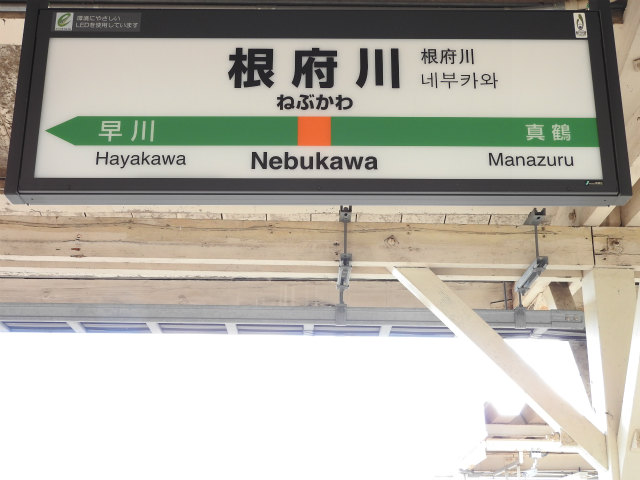 環境にやさしい
LEDを使用しています
根府川
ねぶかわ
根府川
네부카와
早川
真鶴
Hayakawa
Nebukawa
Manazuru